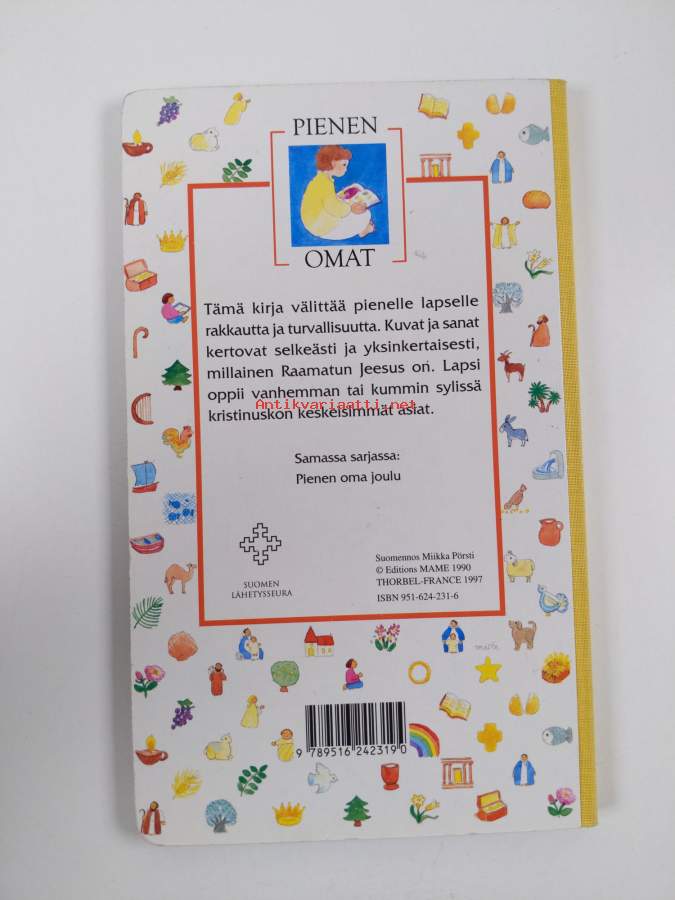 PIENEN
OMAT
Tämä kirja välittää pienelle lapselle
rakkautta ja turvallisuutta. Kuvat ja sanat
kertovat selkeästi ja yksinkertaisesti,
millainen Raamatun Jeesus on. Lapsi
oppii vanhemman tai kummin sylissä
Antikvariaatti.net
kristinuskon keskeisimmät asiat.
Samassa sarjassa:
Pienen oma joulu
SUOMEN
LÄHETYSSEURA
Suomennos Miikka Pörsti
© Editions MAME 1990
THORBEL-FRANCE 1997
ISBN 951-624-231-6
9 789516 242319 0